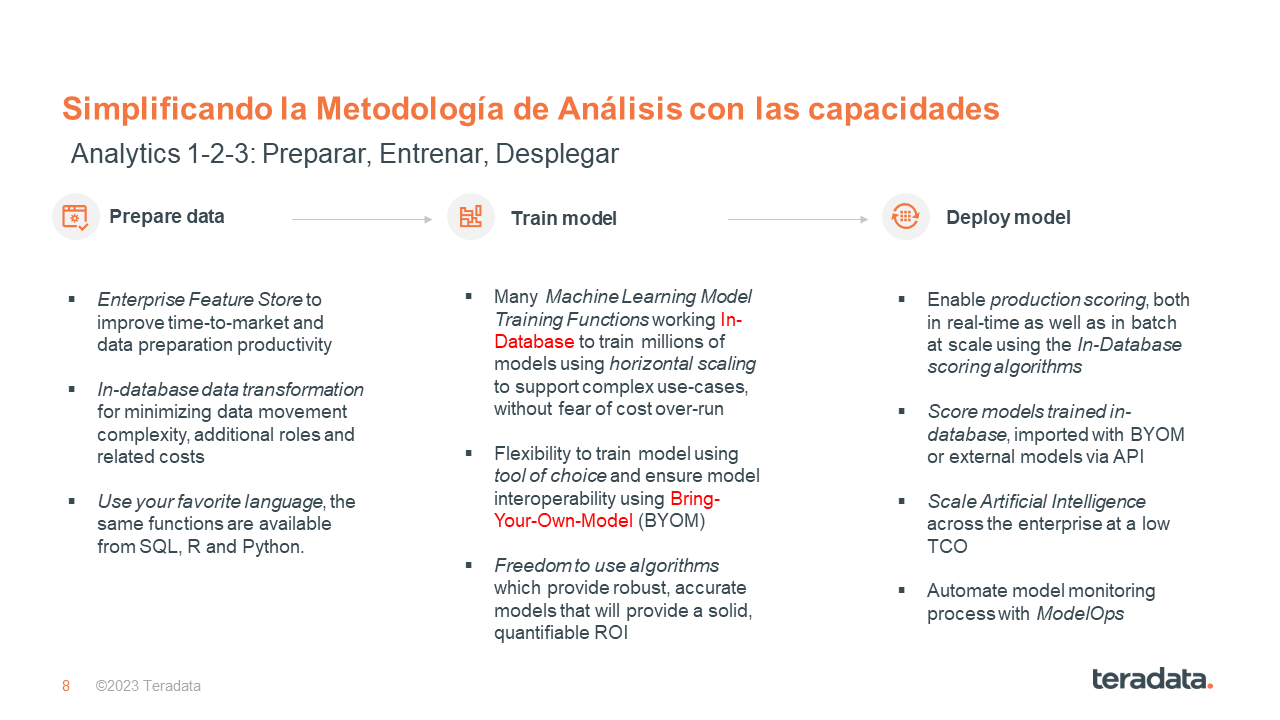 Simplificando la Metodología de Análisis con las capacidades
Analytics 1-2-3: Preparar, Entrenar, Desplegar
Prepare data
Train model
Deploy model
▪ Enterprise Feature Store to
improve time-to-market and
data preparation productivity
▪ In-database data transformation
for minimizing data movement
complexity, additional roles and
related costs
▪ Use your favorite language, the
same functions are available
from SQL, R and Python.
▪ Many Machine Learning Model
Training Functions working In-
Database to train millions of
models using horizontal scaling
to support complex use-cases,
without fear of cost over-run
▪ Flexibility to train model using
tool of choice and ensure model
interoperability using Bring-
Your-Own-Model (BYOM)
▪ Freedom to use algorithms
which provide robust, accurate
models that will provide a solid,
quantifiable ROI
▪ Enable production scoring, both
in real-time as well as in batch
at scale using the In-Database
scoring algorithms
▪ Score models trained in-
database, imported with BYOM
or external models via API
▪ Scale Artificial Intelligence
across the enterprise at a low
TCO
▪ Automate model monitoring
process with ModelOps
8 ©2023 Teradata
teradata.